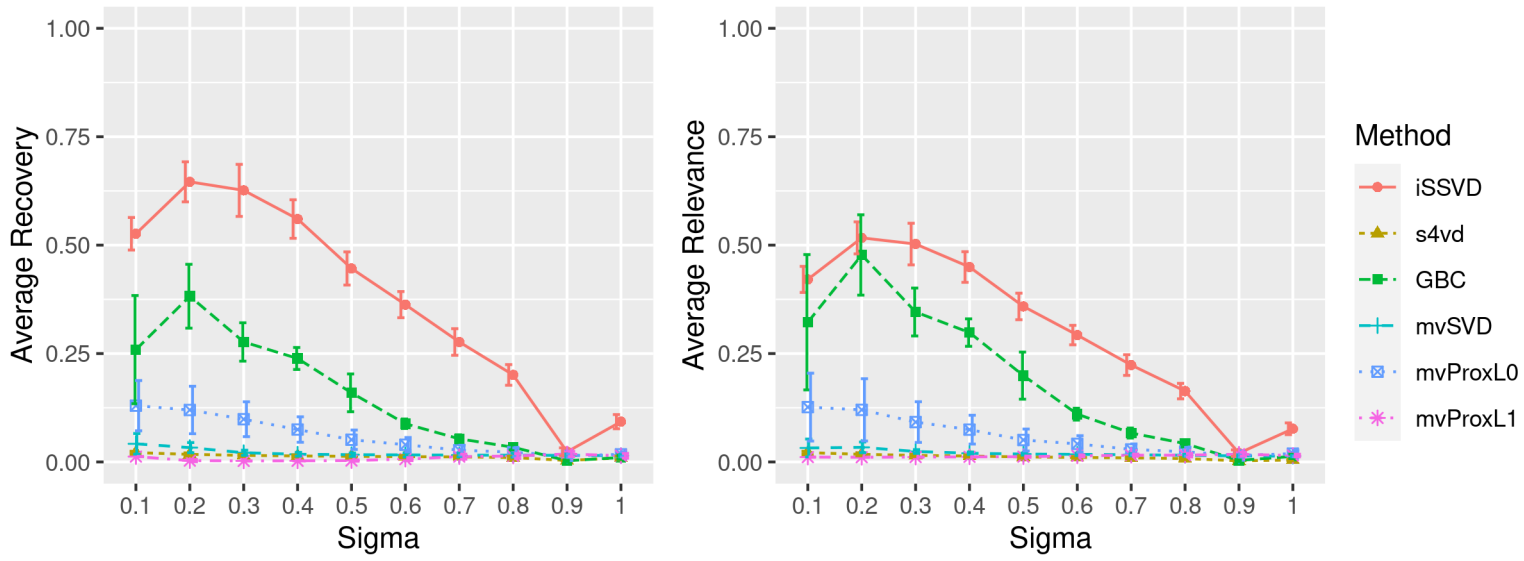 Average Recovery
1.00
0.75
0.50
0.25
0.00
0.1 0.2 0.3 0.4 0.5 0.6 0.7 0.8 0.9 1
Sigma
Average Relevance
1.00
0.75
0.50
0.25
0.00
0.1 0.2 0.3 0.4 0.5 0.6 0.7 0.8 0.9 1
Sigma
Method
iSSVD
s4vd
GBC
mvSVD
mvProxL0
mvProxL1